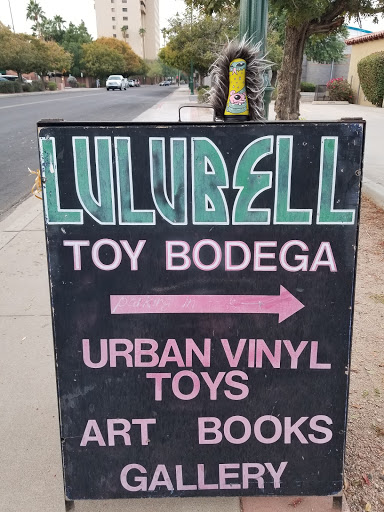 LULUBELL
TOY BODEGA
URBAN VINYL
TOYS
ART BOOKS
GALLERY